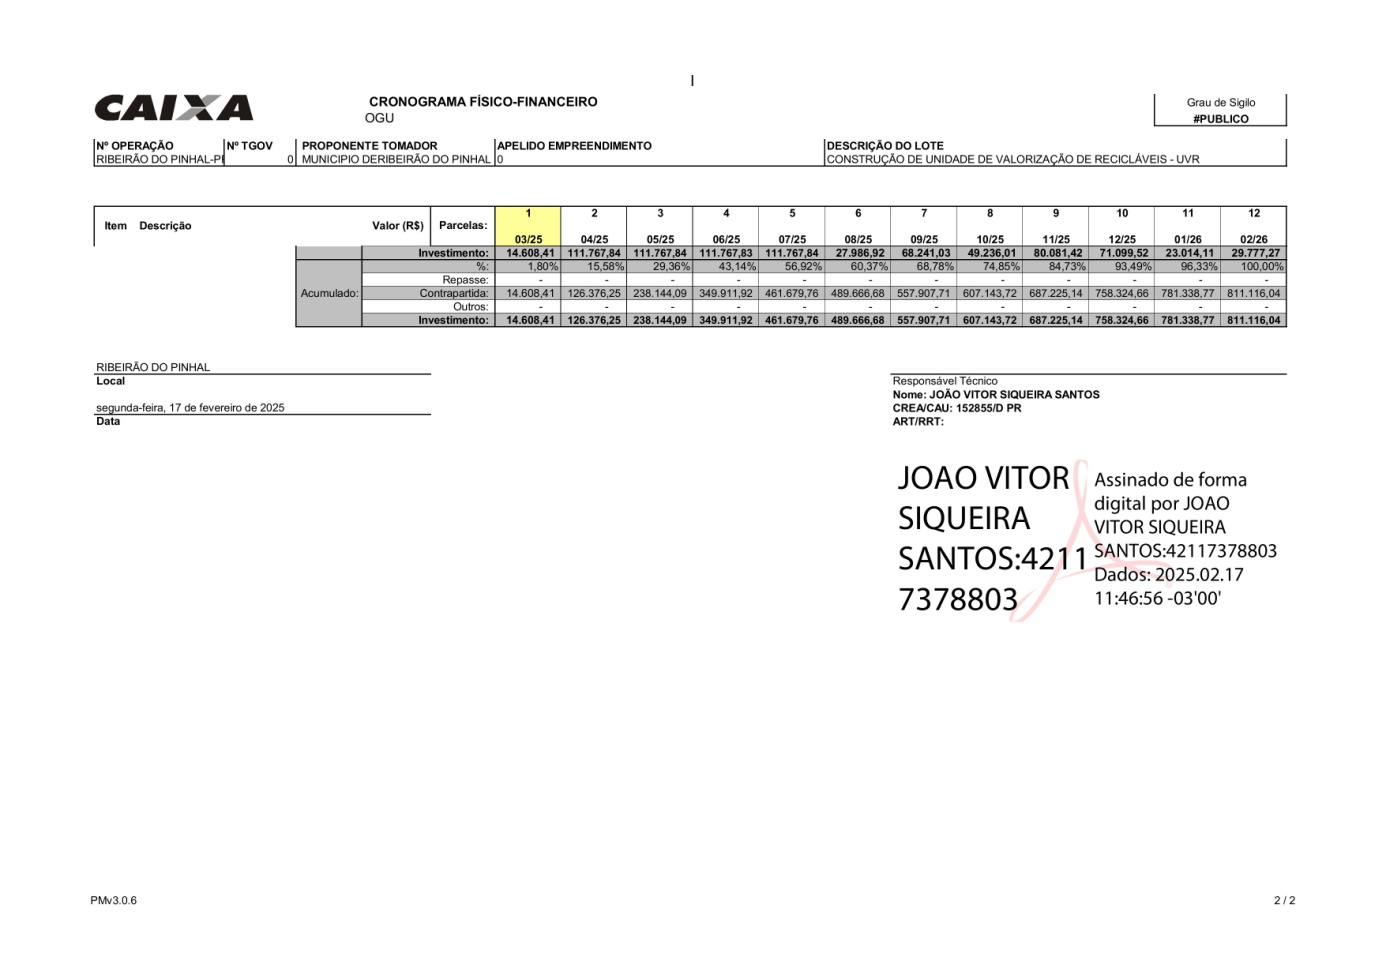 CAIXA
CRONOGRAMA FÍSICO-FINANCEIRO
OGU
Grau de Sigilo
#PUBLICO
Nº OPERAÇÃO Nº TGOV PROPONENTE TOMADOR APELIDO EMPREENDIMENTO DESCRIÇÃO DO LOTE
RIBEIRÃO DO PINHAL-PI 0 MUNICIPIO DERIBEIRÃO DO PINHAL 0 CONSTRUÇÃO DE UNIDADE DE VALORIZAÇÃO DE RECICLÁVEIS - UVR
1 2 3 4 5 6 7 8 9 10 11 12
Item Descrição Valor (R$) Parcelas:
03/25 04/25 05/25 06/25 07/25 08/25 09/25 10/25 11/25 12/25 01/26 02/26
Investimento: 14.608,41 111.767,84 111.767,84 111.767,83 111.767,84 27.986,92 68.241,03 49.236,01 80.081,42 71.099,52 23.014,11 29.777,27
%: 1,80% 15,58% 29,36% 43,14% 56,92% 60,37% 68,78% 74,85% 84,73% 93,49% 96,33% 100,00%
Repasse: - - - - - - - - - - - -
Acumulado: Contrapartida: 14.608,41 126.376,25 238.144,09 349.911,92 461.679,76 489.666,68 557.907,71 607.143,72 687.225,14 758.324,66 781.338,77 811.116,04
Outros: - - - - - - - - - - - -
Investimento: 14.608,41 126.376,25 238.144,09 349.911,92 461.679,76 489.666,68 557.907,71 607.143,72 687.225,14 758.324,66 781.338,77 811.116,04
RIBEIRÃO DO PINHAL
Local
segunda-feira, 17 de fevereiro de 2025
Data
Responsável Técnico
Nome: JOÃO VITOR SIQUEIRA SANTOS
CREA/CAU: 152855/D PR
ART/RRT:
JOAO VITOR
SIQUEIRA
SANTOS:4211
7378803
Assinado de forma
digital por JOAO
VITOR SIQUEIRA
SANTOS:42117378803
Dados: 2025.02.17
11:46:56 -03'00'
PMv3.0.6
2 / 2